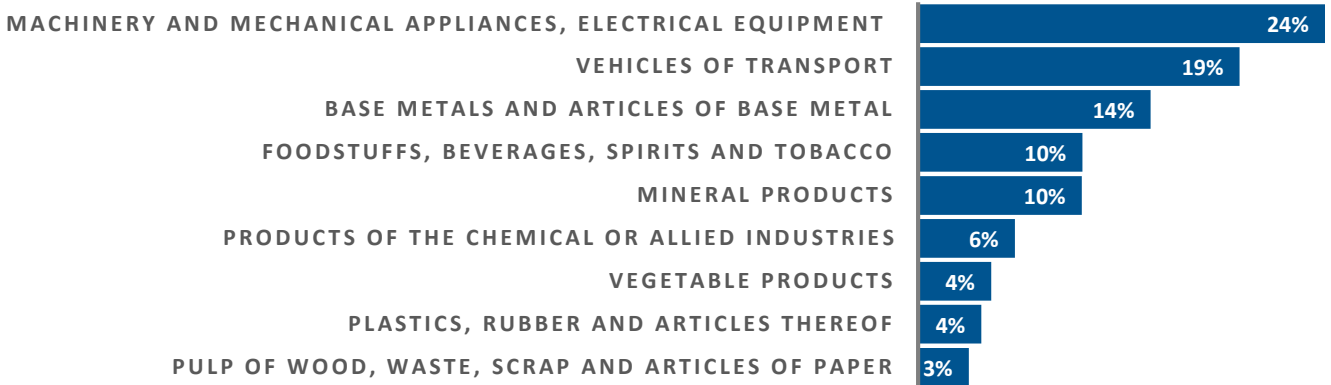 MACHINERY AND MECHANICAL APPLIANCES, ELECTRICAL EQUIPMENT 24%
VEHICLES OF TRANSPORT 19%
BASE METALS AND ARTICLES OF BASE METAL 14%
FOODSTUFFS, BEVERAGES, SPIRITS AND TOBACCO 10%
MINERAL PRODUCTS 10%
PRODUCTS OF THE CHEMICAL OR ALLIED INDUSTRIES 6%
VEGETABLE PRODUCTS 4%
PLASTICS, RUBBER AND ARTICLES THEREOF 4%
PULP OF WOOD, WASTE, SCRAP AND ARTICLES OF PAPER 3%